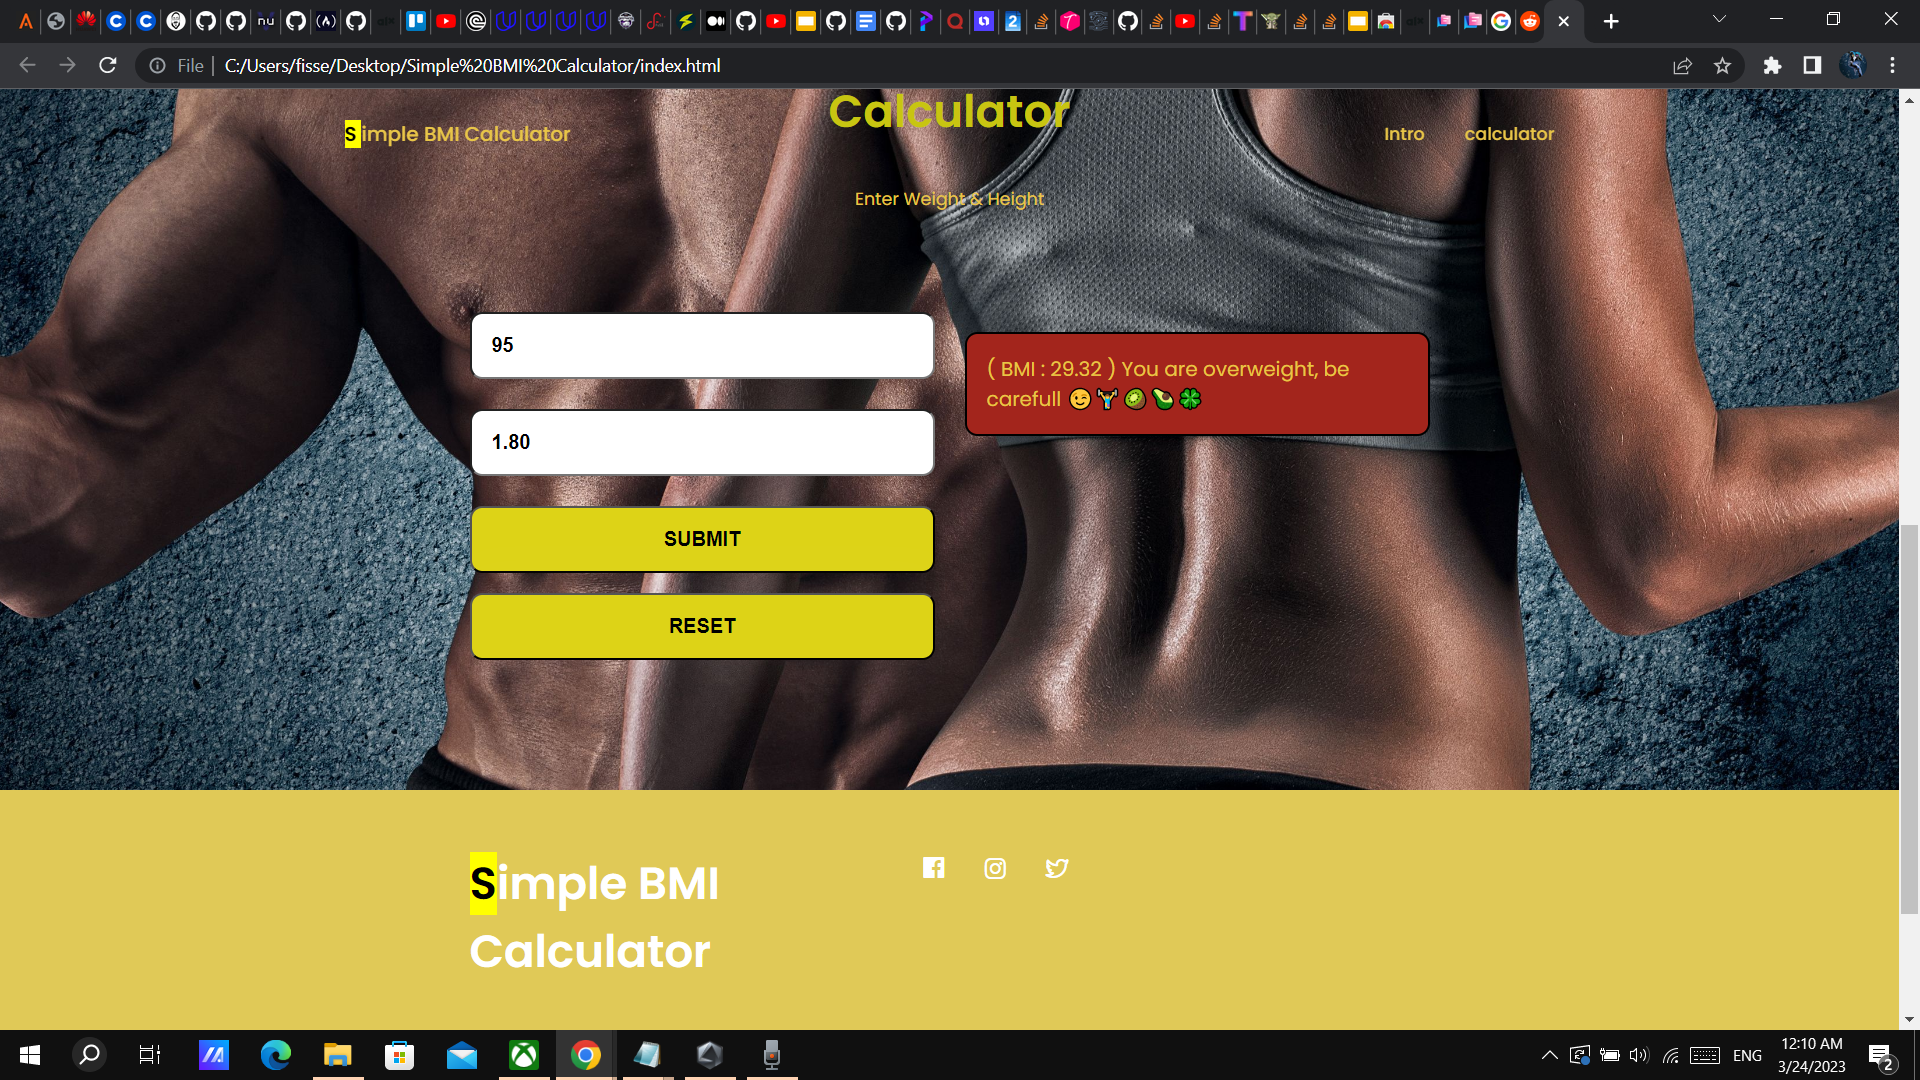 File | C:/Users/fisse/Desktop/Simple%20BMI%20Calculator/index.html
Calculator
Simple BMI Calculator
Intro
calculator
Enter Weight & Height
95
( BMI : 29.32 ) You are overweight, be
carefull 😉🏋️🥝🥑🍀
1.80
SUBMIT
RESET
Simple BMI
Calculator
ENG
12:10 AM
3/24/2023
2